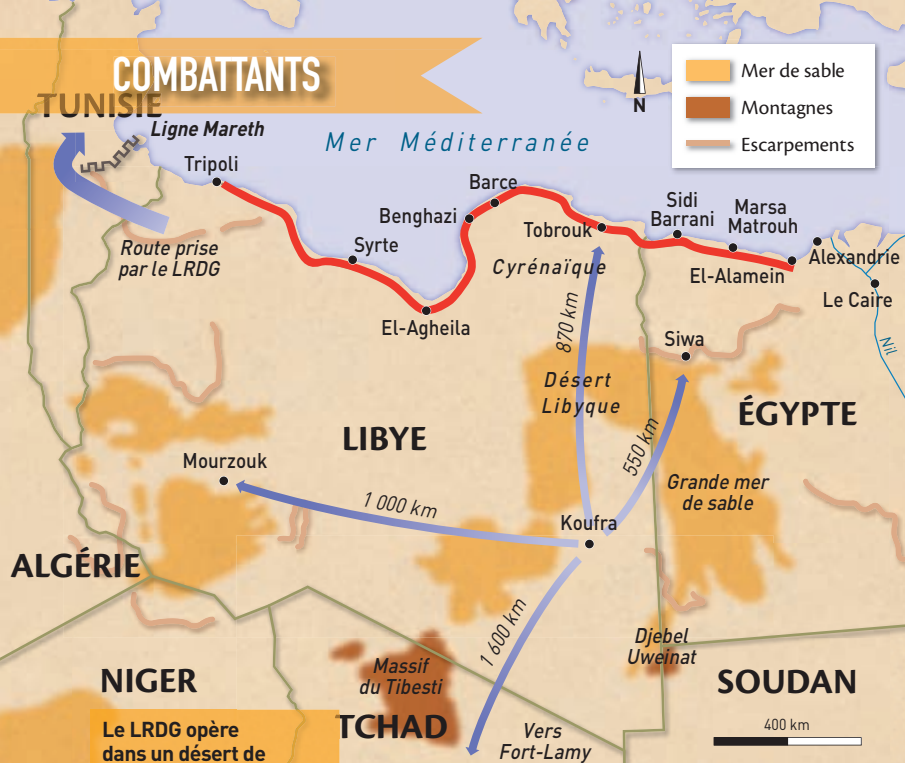 COMBATTANTS
TUNISIE
Ligne Mareth
Tripoli
Mer Méditerranée
N
Mer de sable
Montagnes
Escarpements
Route prise
par le LRDG
Syrte
El-Agheila
Benghazi
Barce
Tobrouk
Cyrénaïque
Sidi
Barrani
Marsa
Matrouh
El-Alamein
Alexandrie
Le Caire
Nil
Siwa
870 km
Désert
Libyque
550 km
ÉGYPTE
LIBYE
Grande mer
de sable
Mourzouk
1 000 km
Koufra
ALGÉRIE
1 600 km
Djebel
Uweinat
NIGER
Massif
du Tibesti
TCHAD
Vers
Fort-Lamy
SOUDAN
400 km
Le LRDG opère
dans un désert de